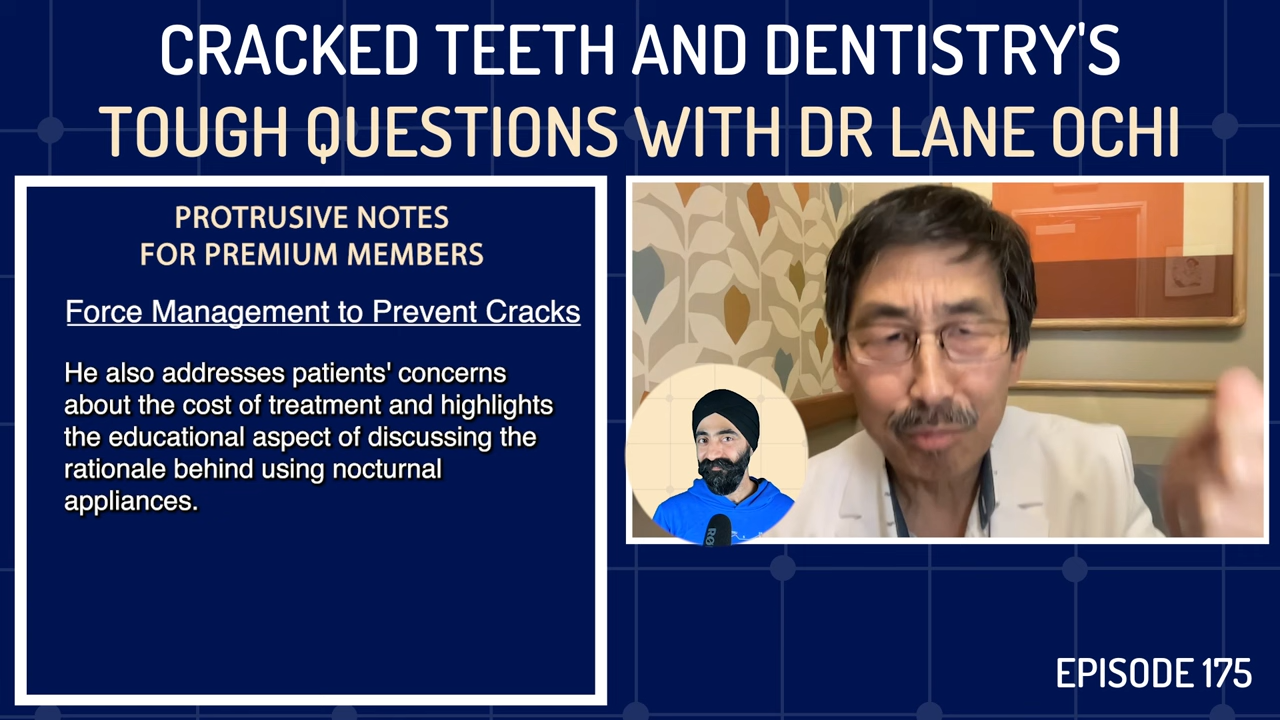 CRACKED TEETH AND DENTISTRY'S
TOUGH QUESTIONS WITH DR LANE OCHI
PROTRUSIVE NOTES
FOR PREMIUM MEMBERS
Force Management to Prevent Cracks
He also addresses patients' concerns
about the cost of treatment and highlights
the educational aspect of discussing the
rationale behind using nocturnal
appliances.
EPISODE 175